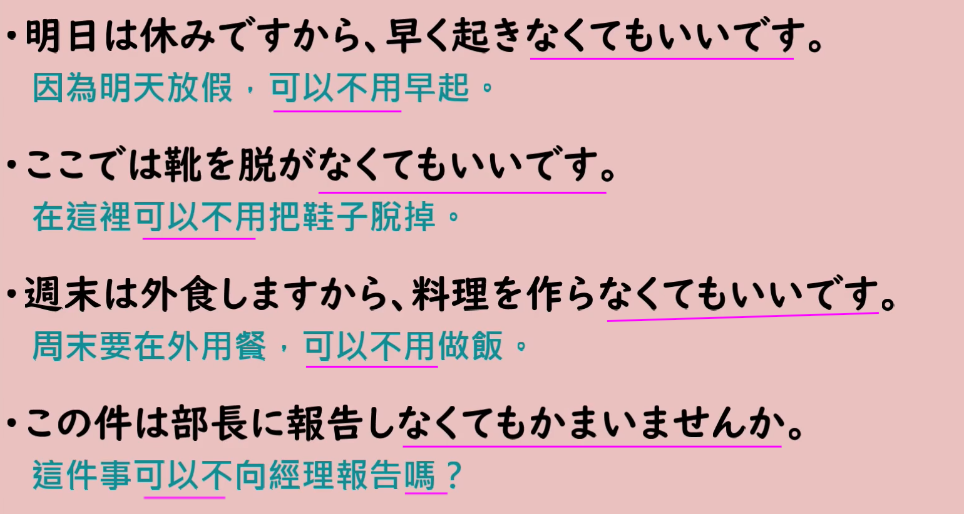 ・明日は休みですから、早く起きなくてもいいです。
因為明天放假，可以不用早起。
・ここでは靴を脱がなくてもいいです。
在這裡可以不用把鞋子脫掉。
・週末は外食しますから、料理を作らなくてもいいです。
周末要在外用餐，可以不用做飯。
・この件は部長に報告しなくてもかまいませんか。
這件事可以不向經理報告嗎？